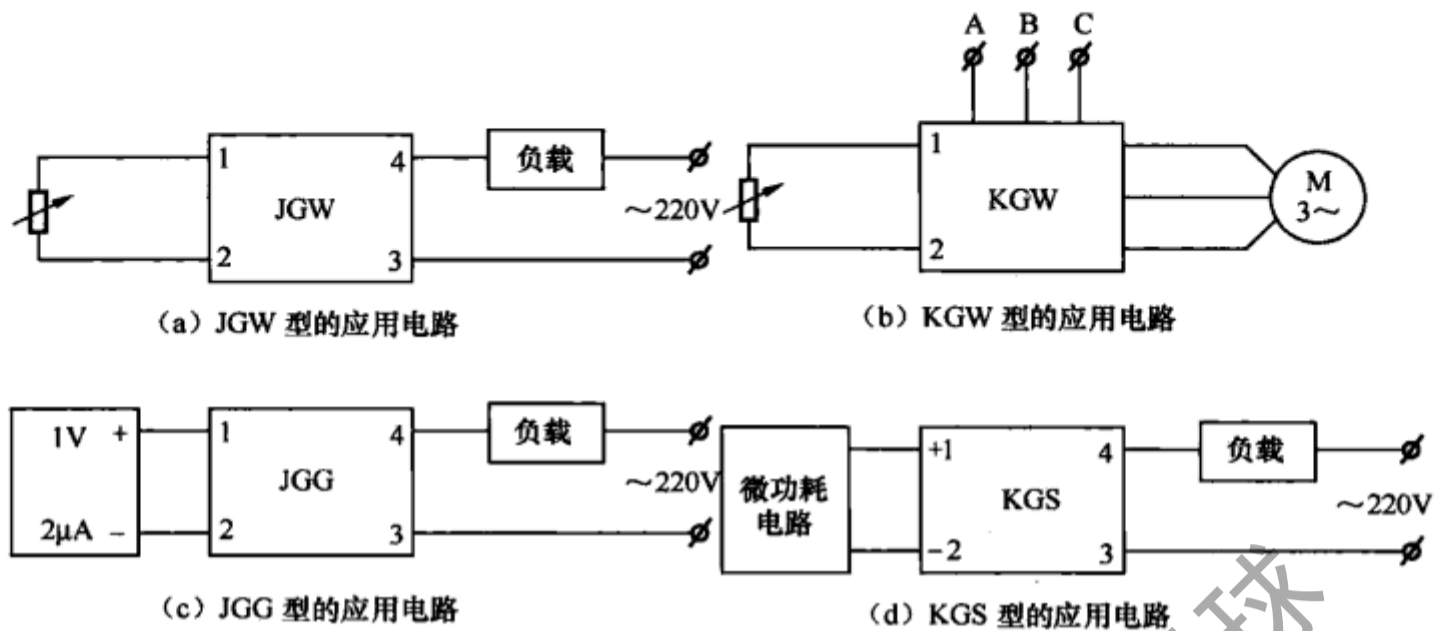 A B C
1 4 负载
JGW
~220V
2 3
(a) JGW 型的应用电路
1
KGW
2
M
3~
(b) KGW 型的应用电路
1V +
2μA −
1 4 负载
JGG
~220V
2 3
(c) JGG 型的应用电路
微功耗
电路
+1 4 负载
KGS
~220V
−2 3
(d) KGS 型的应用电路
球